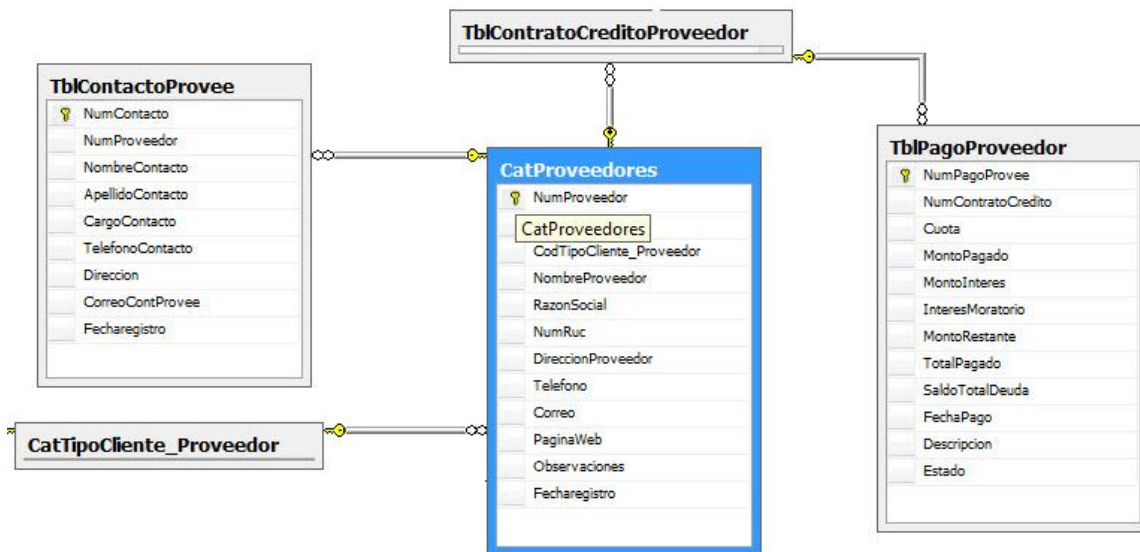 TblContratoCreditoProveedor
TblContactoProvee
NumContacto
NumProveedor
NombreContacto
ApellidoContacto
CargoContacto
TelefonoContacto
Direccion
CorreoContProvee
Fecharegistro
CatProveedores
NumProveedor
CatProveedores
CodTipoCliente_Proveedor
NombreProveedor
RazonSocial
NumRuc
DireccionProveedor
Telefono
Correo
PaginaWeb
Observaciones
Fecharegistro
TblPagoProveedor
NumPagoProvee
NumContratoCredito
Cuota
MontoPagado
MontoInteres
InteresMoratorio
MontoRestante
TotalPagado
SaldoTotalDeuda
FechaPago
Descripcion
Estado
CatTipoCliente_Proveedor